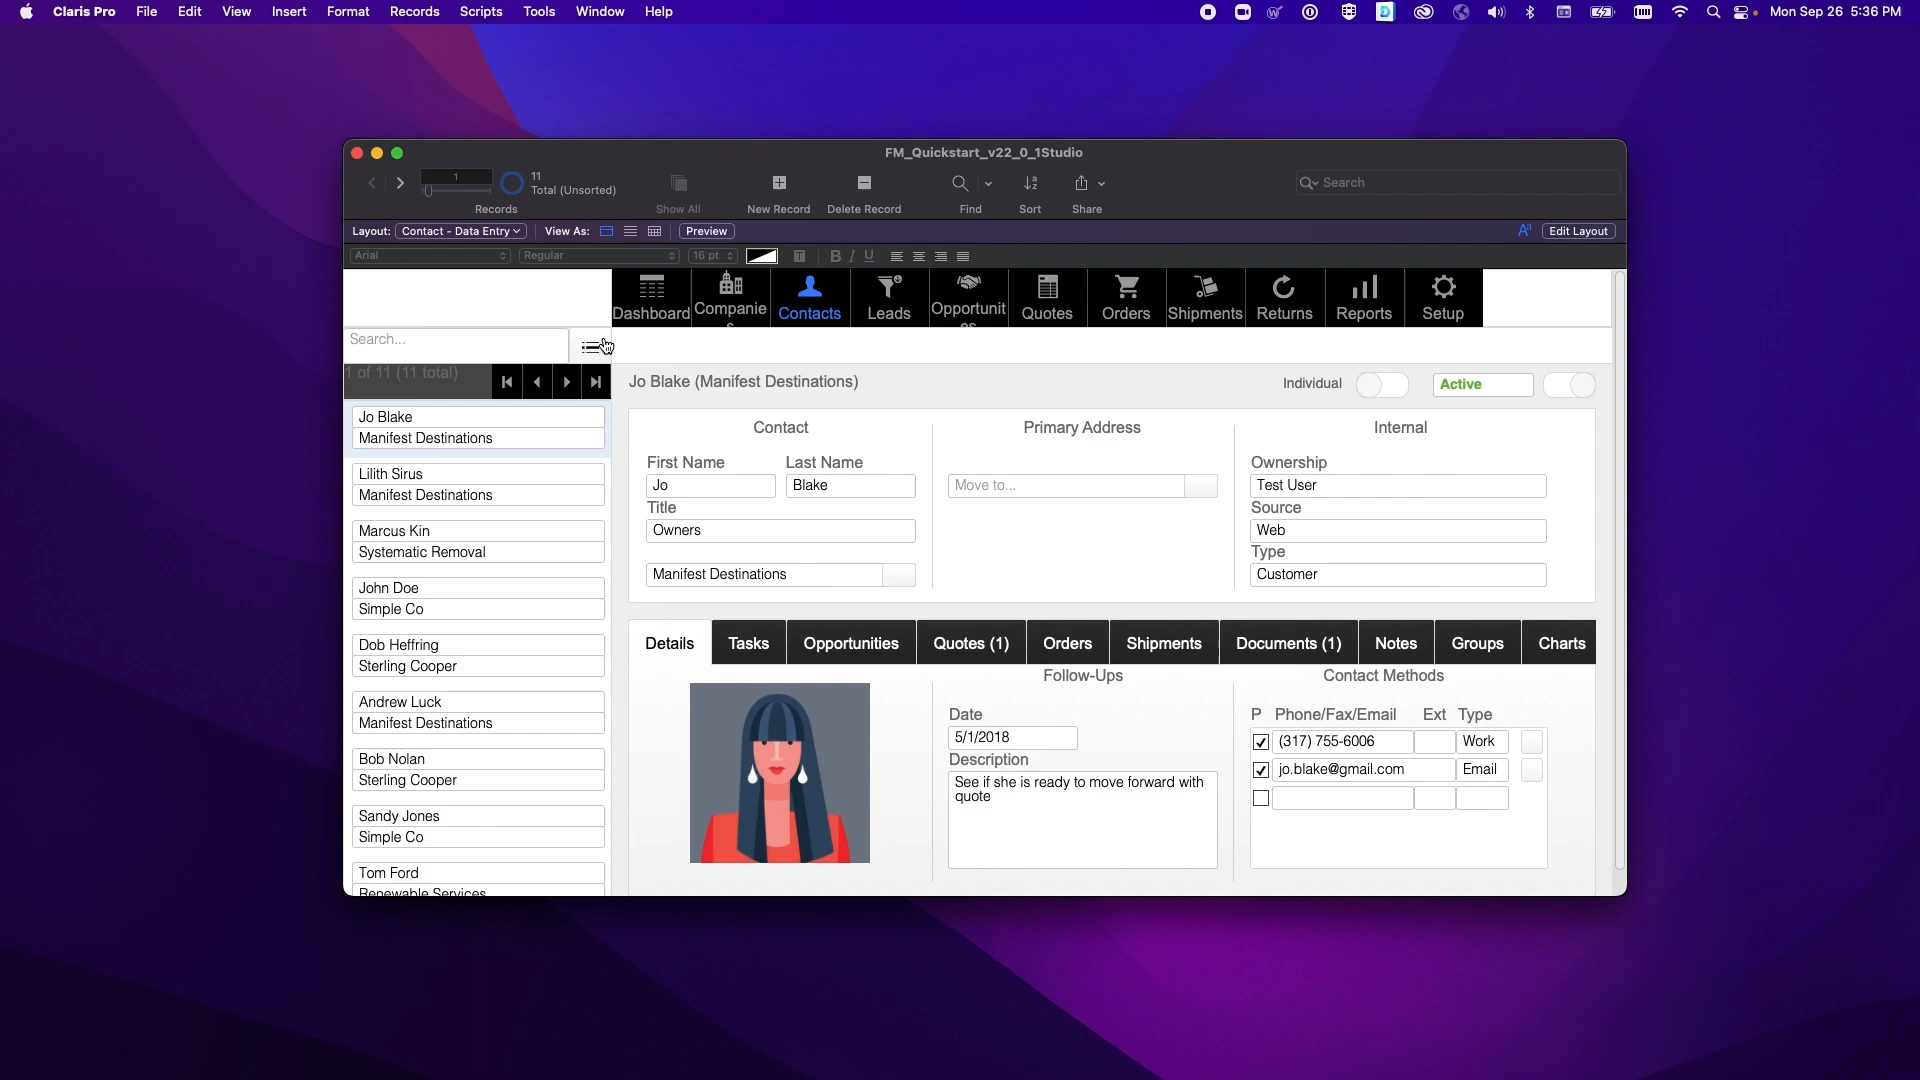 Claris Pro File Edit View Insert Format Records Scripts Tools Window Help
Mon Sep 26 5:36 PM
FM_Quickstart_v22_0_1Studio
1
11
Total (Unsorted)
Records
Show All
New Record
Delete Record
Find
Sort
Share
Search
Layout: Contact - Data Entry View As: Preview
Aa Edit Layout
Arial Regular 16 pt B I U
Dashboard
Companies
Contacts
Leads
Opportunities
Quotes
Orders
Shipments
Returns
Reports
Setup
Search...
1 of 11 (11 total)
Jo Blake
Manifest Destinations
Lilith Sirus
Manifest Destinations
Marcus Kin
Systematic Removal
John Doe
Simple Co
Dob Heffring
Sterling Cooper
Andrew Luck
Manifest Destinations
Bob Nolan
Sterling Cooper
Sandy Jones
Simple Co
Tom Ford
Renewable Services
Jo Blake (Manifest Destinations)
Individual
Active
Contact
First Name Last Name
Jo Blake
Title
Owners
Manifest Destinations
Primary Address
Move to...
Internal
Ownership
Test User
Source
Web
Type
Customer
Details Tasks Opportunities Quotes (1) Orders Shipments Documents (1) Notes Groups Charts
Follow-Ups
Date
5/1/2018
Description
See if she is ready to move forward with
quote
Contact Methods
P Phone/Fax/Email Ext Type
(317) 755-6006 Work
jo.blake@gmail.com Email